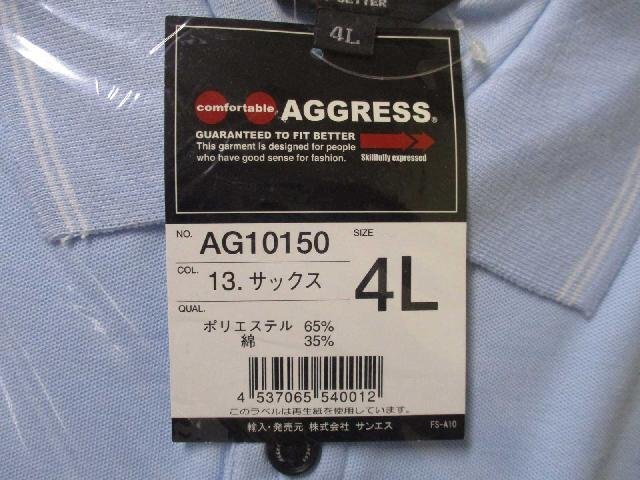 BETTER
4L
comfortable. AGGRESS®
GUARANTEED TO FIT BETTER
This garment is designed for people
who have good sense for fashion.
Skillfully expressed
NO. AG10150
SIZE 4L
COL. 13.サックス
QUAL.
ポリエステル 65%
綿 35%
4 537065 540012
このラベルは再生紙を使用しています。
輸入・発売元 株式会社 サンエス
FS-A10